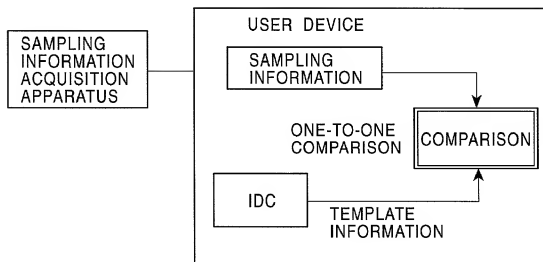 USER DEVICE
SAMPLING
INFORMATION
ACQUISITION
APPARATUS
SAMPLING
INFORMATION
ONE-TO-ONE
COMPARISON
COMPARISON
IDC
TEMPLATE
INFORMATION